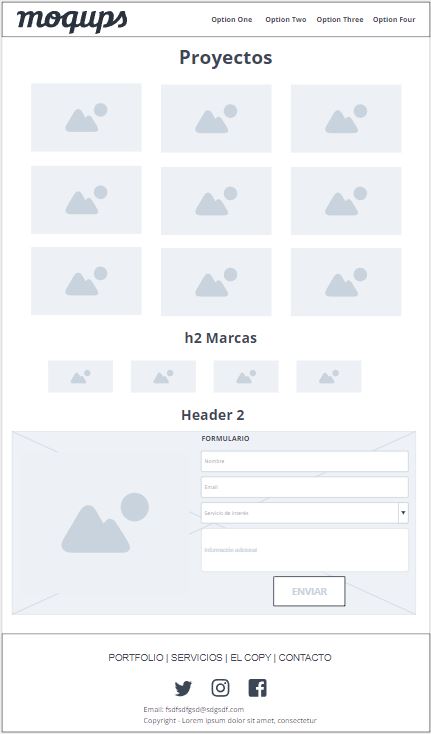 moqups
Option One Option Two Option Three Option Four
Proyectos
h2 Marcas
Header 2
FORMULARIO
Nombre
Email
Servicio de interés
Información adicional
ENVIAR
PORTFOLIO | SERVICIOS | EL COPY | CONTACTO
Email: fsdfsdfgsd@sdgsdf.com
Copyright - Lorem ipsum dolor sit amet, consectetur